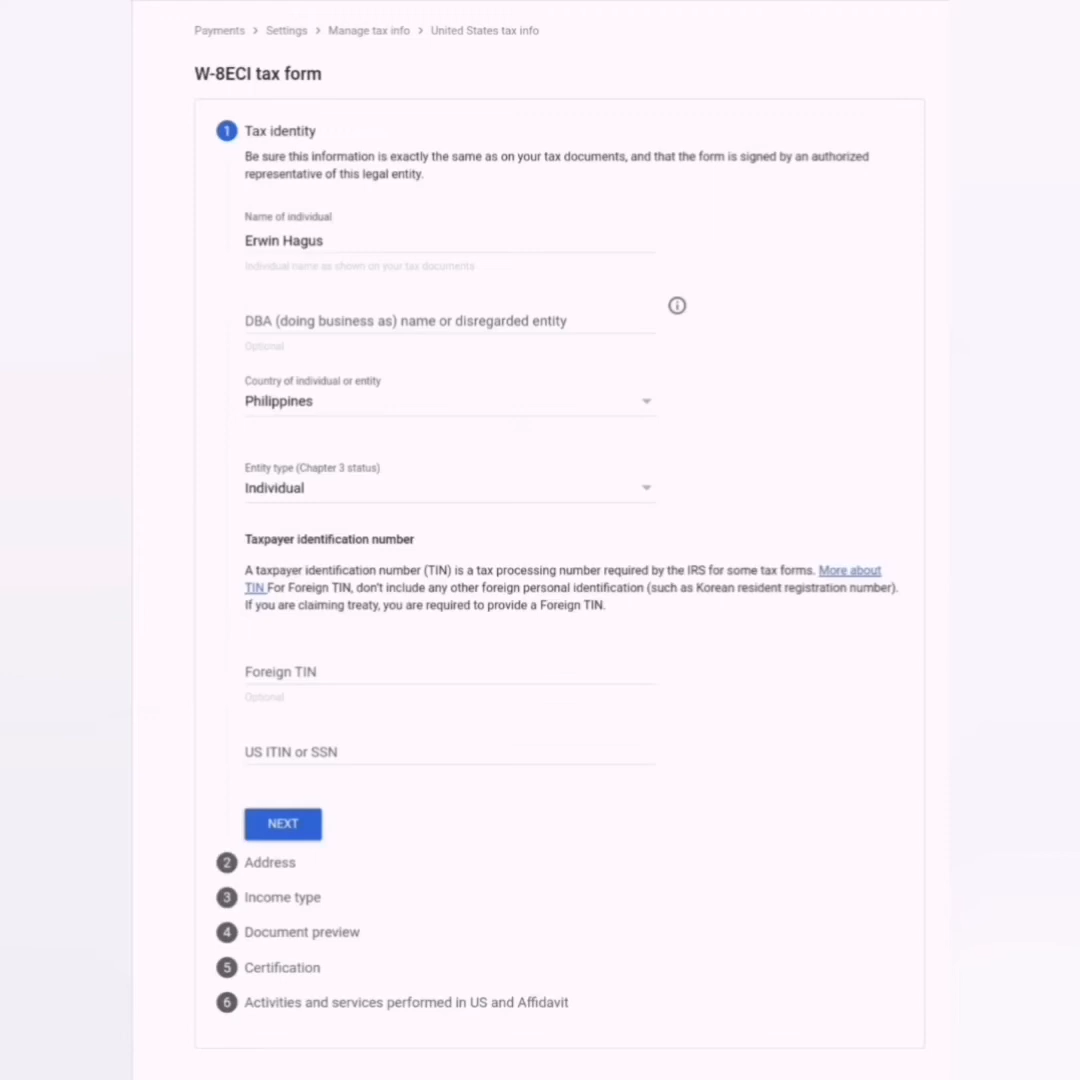 Payments > Settings > Manage tax info > United States tax info
W-8ECI tax form
1 Tax identity
Be sure this information is exactly the same as on your tax documents, and that the form is signed by an authorized
representative of this legal entity.
Name of individual
Erwin Hagus
Individual name as shown on your tax documents
DBA (doing business as) name or disregarded entity
Optional
Country of individual or entity
Philippines
Entity type (Chapter 3 status)
Individual
Taxpayer identification number
A taxpayer identification number (TIN) is a tax processing number required by the IRS for some tax forms. More about
TIN For Foreign TIN, don't include any other foreign personal identification (such as Korean resident registration number).
If you are claiming treaty, you are required to provide a Foreign TIN.
Foreign TIN
Optional
US ITIN or SSN
NEXT
2 Address
3 Income type
4 Document preview
5 Certification
6 Activities and services performed in US and Affidavit